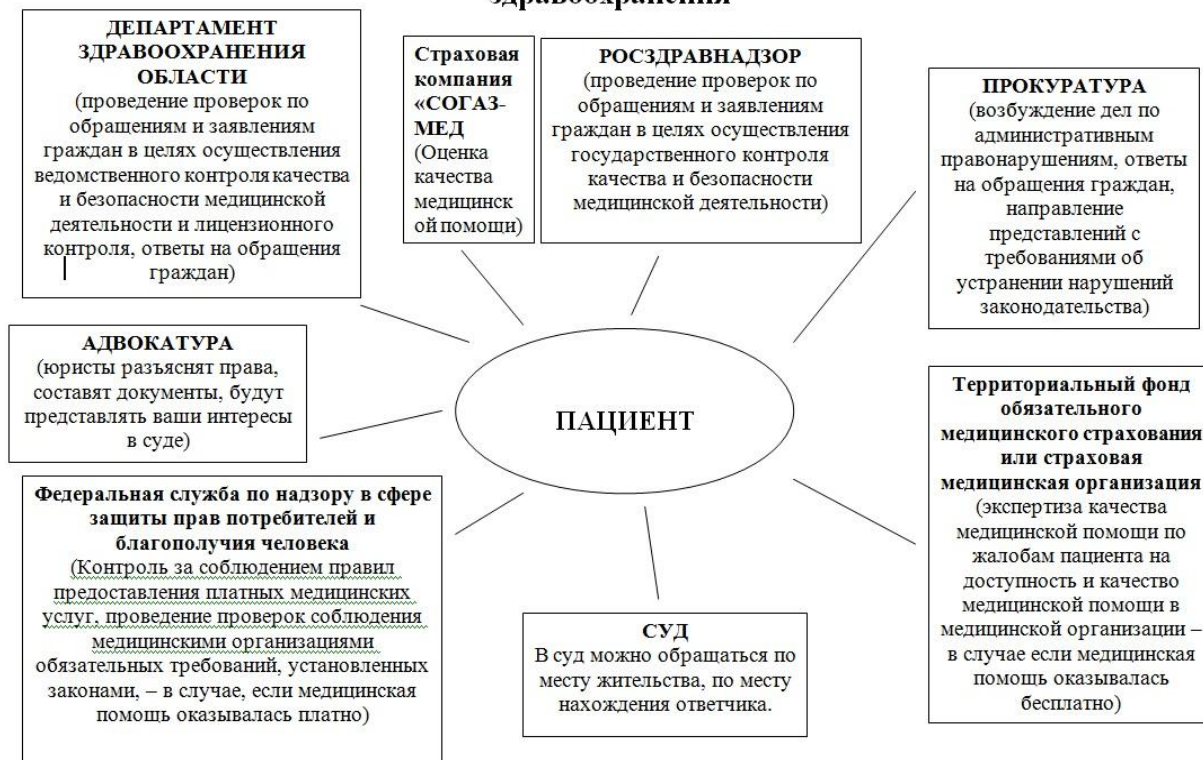 здравоохранения
ДЕПАРТАМЕНТ
ЗДРАВООХРАНЕНИЯ
ОБЛАСТИ
(проведение проверок по
обращениям и заявлениям
граждан в целях осуществления
ведомственного контроля качества
и безопасности медицинской
деятельности и лицензионного
контроля, ответы на обращения
граждан)
Страховая
компания
«СОГАЗ-
МЕД
(Оценка
качества
медицинск
ой помощи)
РОСЗДРАВНАДЗОР
(проведение проверок по
обращениям и заявлениям
граждан в целях осуществления
государственного контроля
качества и безопасности
медицинской деятельности)
ПРОКУРАТУРА
(возбуждение дел по
административным
правонарушениям, ответы
на обращения граждан,
направление
представлений с
требованиями об
устранении нарушений
законодательства)
АДВОКАТУРА
(юристы разъяснят права,
составят документы, будут
представлять ваши интересы
в суде)
ПАЦИЕНТ
Территориальный фонд
обязательного
медицинского страхования
или страховая
медицинская организация
(экспертиза качества
медицинской помощи по
жалобам пациента на
доступность и качество
медицинской помощи в
медицинской организации –
в случае если медицинская
помощь оказывалась
бесплатно)
Федеральная служба по надзору в сфере
защиты прав потребителей и
благополучия человека
(Контроль за соблюдением правил
предоставления платных медицинских
услуг, проведение проверок соблюдения
медицинскими организациями
обязательных требований, установленных
законами, – в случае, если медицинская
помощь оказывалась платно)
СУД
В суд можно обращаться по
месту жительства, по месту
нахождения ответчика.